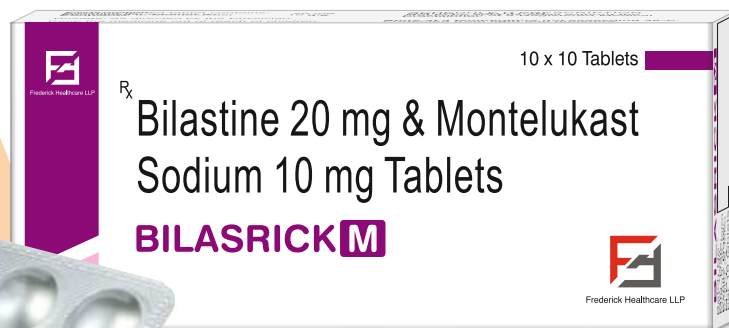 10 x 10 Tablets
Frederick Healthcare LLP
Rx
Bilastine 20 mg & Montelukast
Sodium 10 mg Tablets
BILASRICK M
Frederick Healthcare LLP